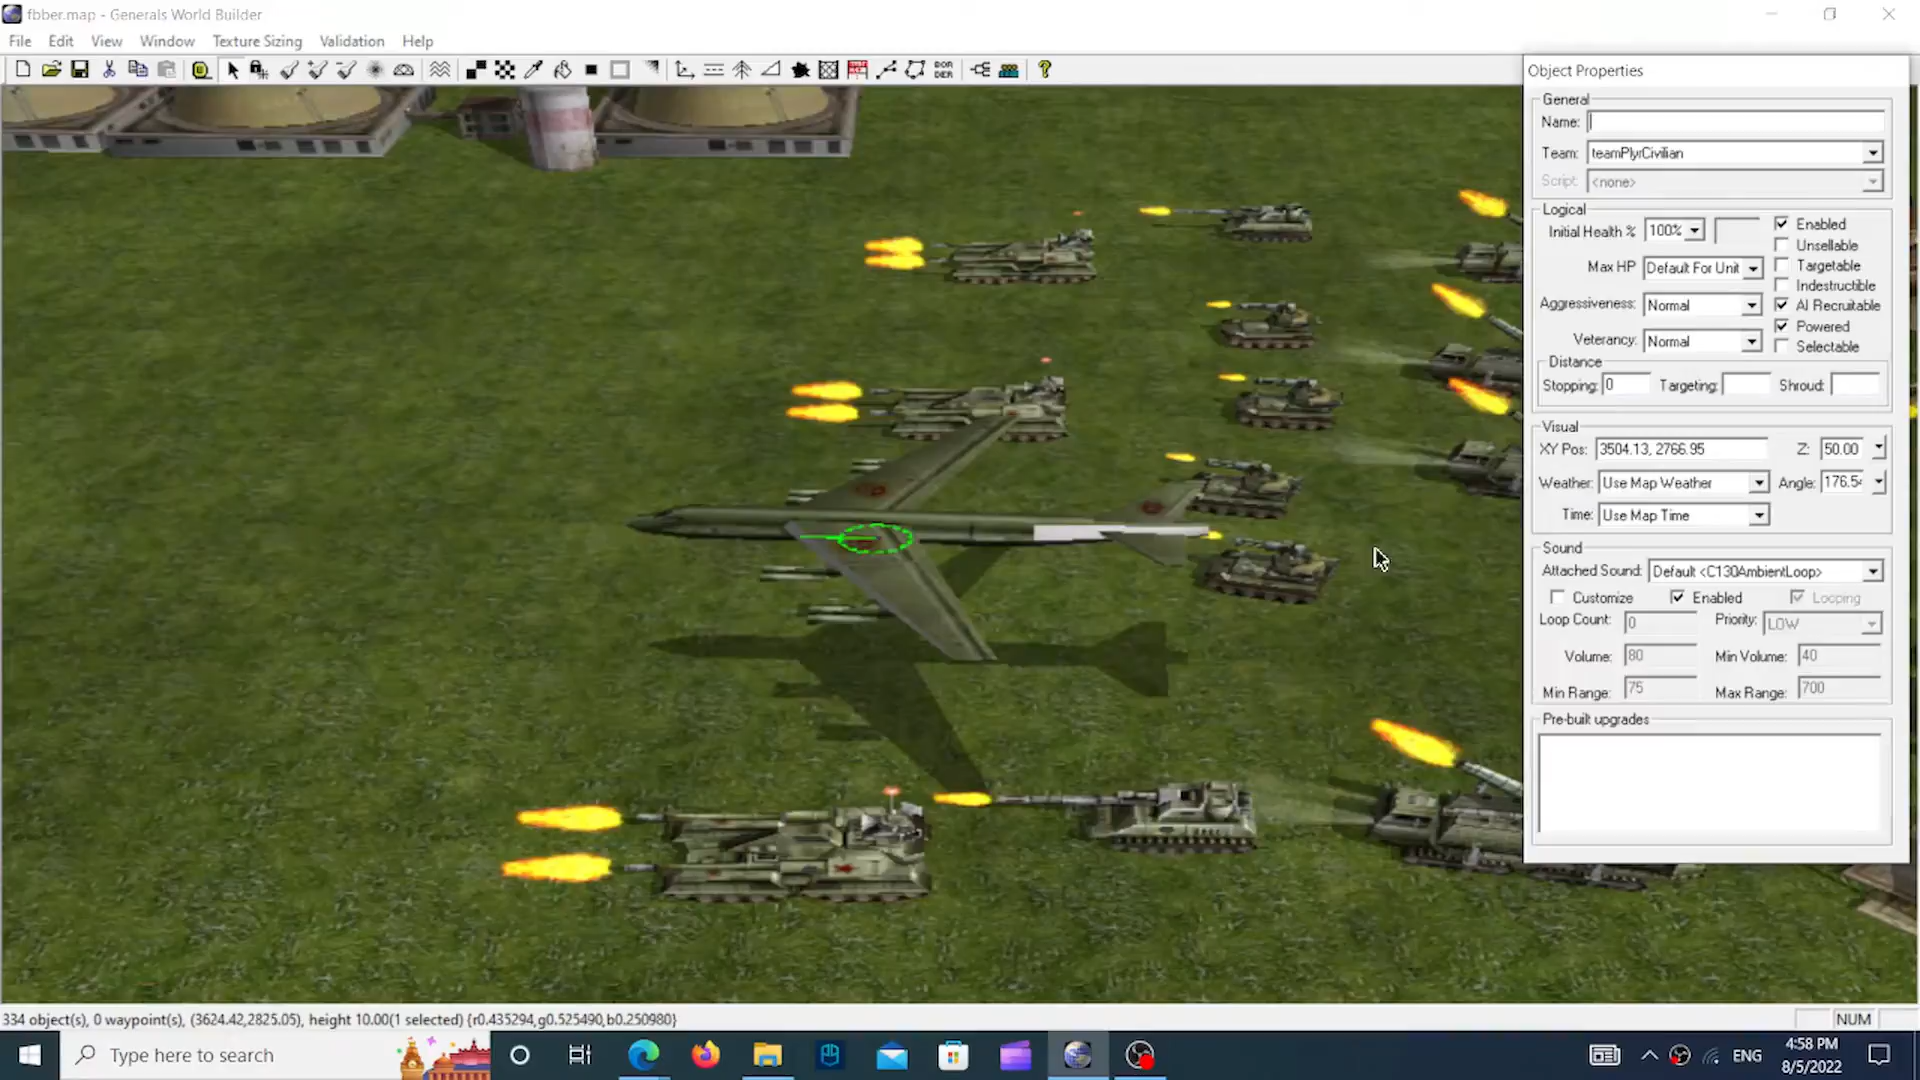 fbber.map - Generals World Builder
File Edit View Window Texture Sizing Validation Help
BOR
DER
Object Properties
General
Name:
Team: teamPlyrCivilian
Script: <none>
Logical
Initial Health % 100% Enabled
Unsellable
Max HP Default For Unit Targetable
Indestructible
Aggressiveness: Normal AI Recruitable
Powered
Veterancy: Normal Selectable
Distance
Stopping: 0 Targeting: Shroud:
Visual
XY Pos: 3504.13, 2766.95 Z: 50.00
Weather: Use Map Weather Angle: 176.54
Time: Use Map Time
Sound
Attached Sound: Default <C130AmbientLoop>
Customize Enabled Looping
Loop Count: 0 Priority: LOW
Volume: 80 Min Volume: 40
Min Range: 75 Max Range: 700
Pre-built upgrades
334 object(s), 0 waypoint(s), (3624.42,2825.05), height 10.00(1 selected) {r0.435294,g0.525490,b0.250980}
NUM
Type here to search
ENG
4:58 PM
8/5/2022